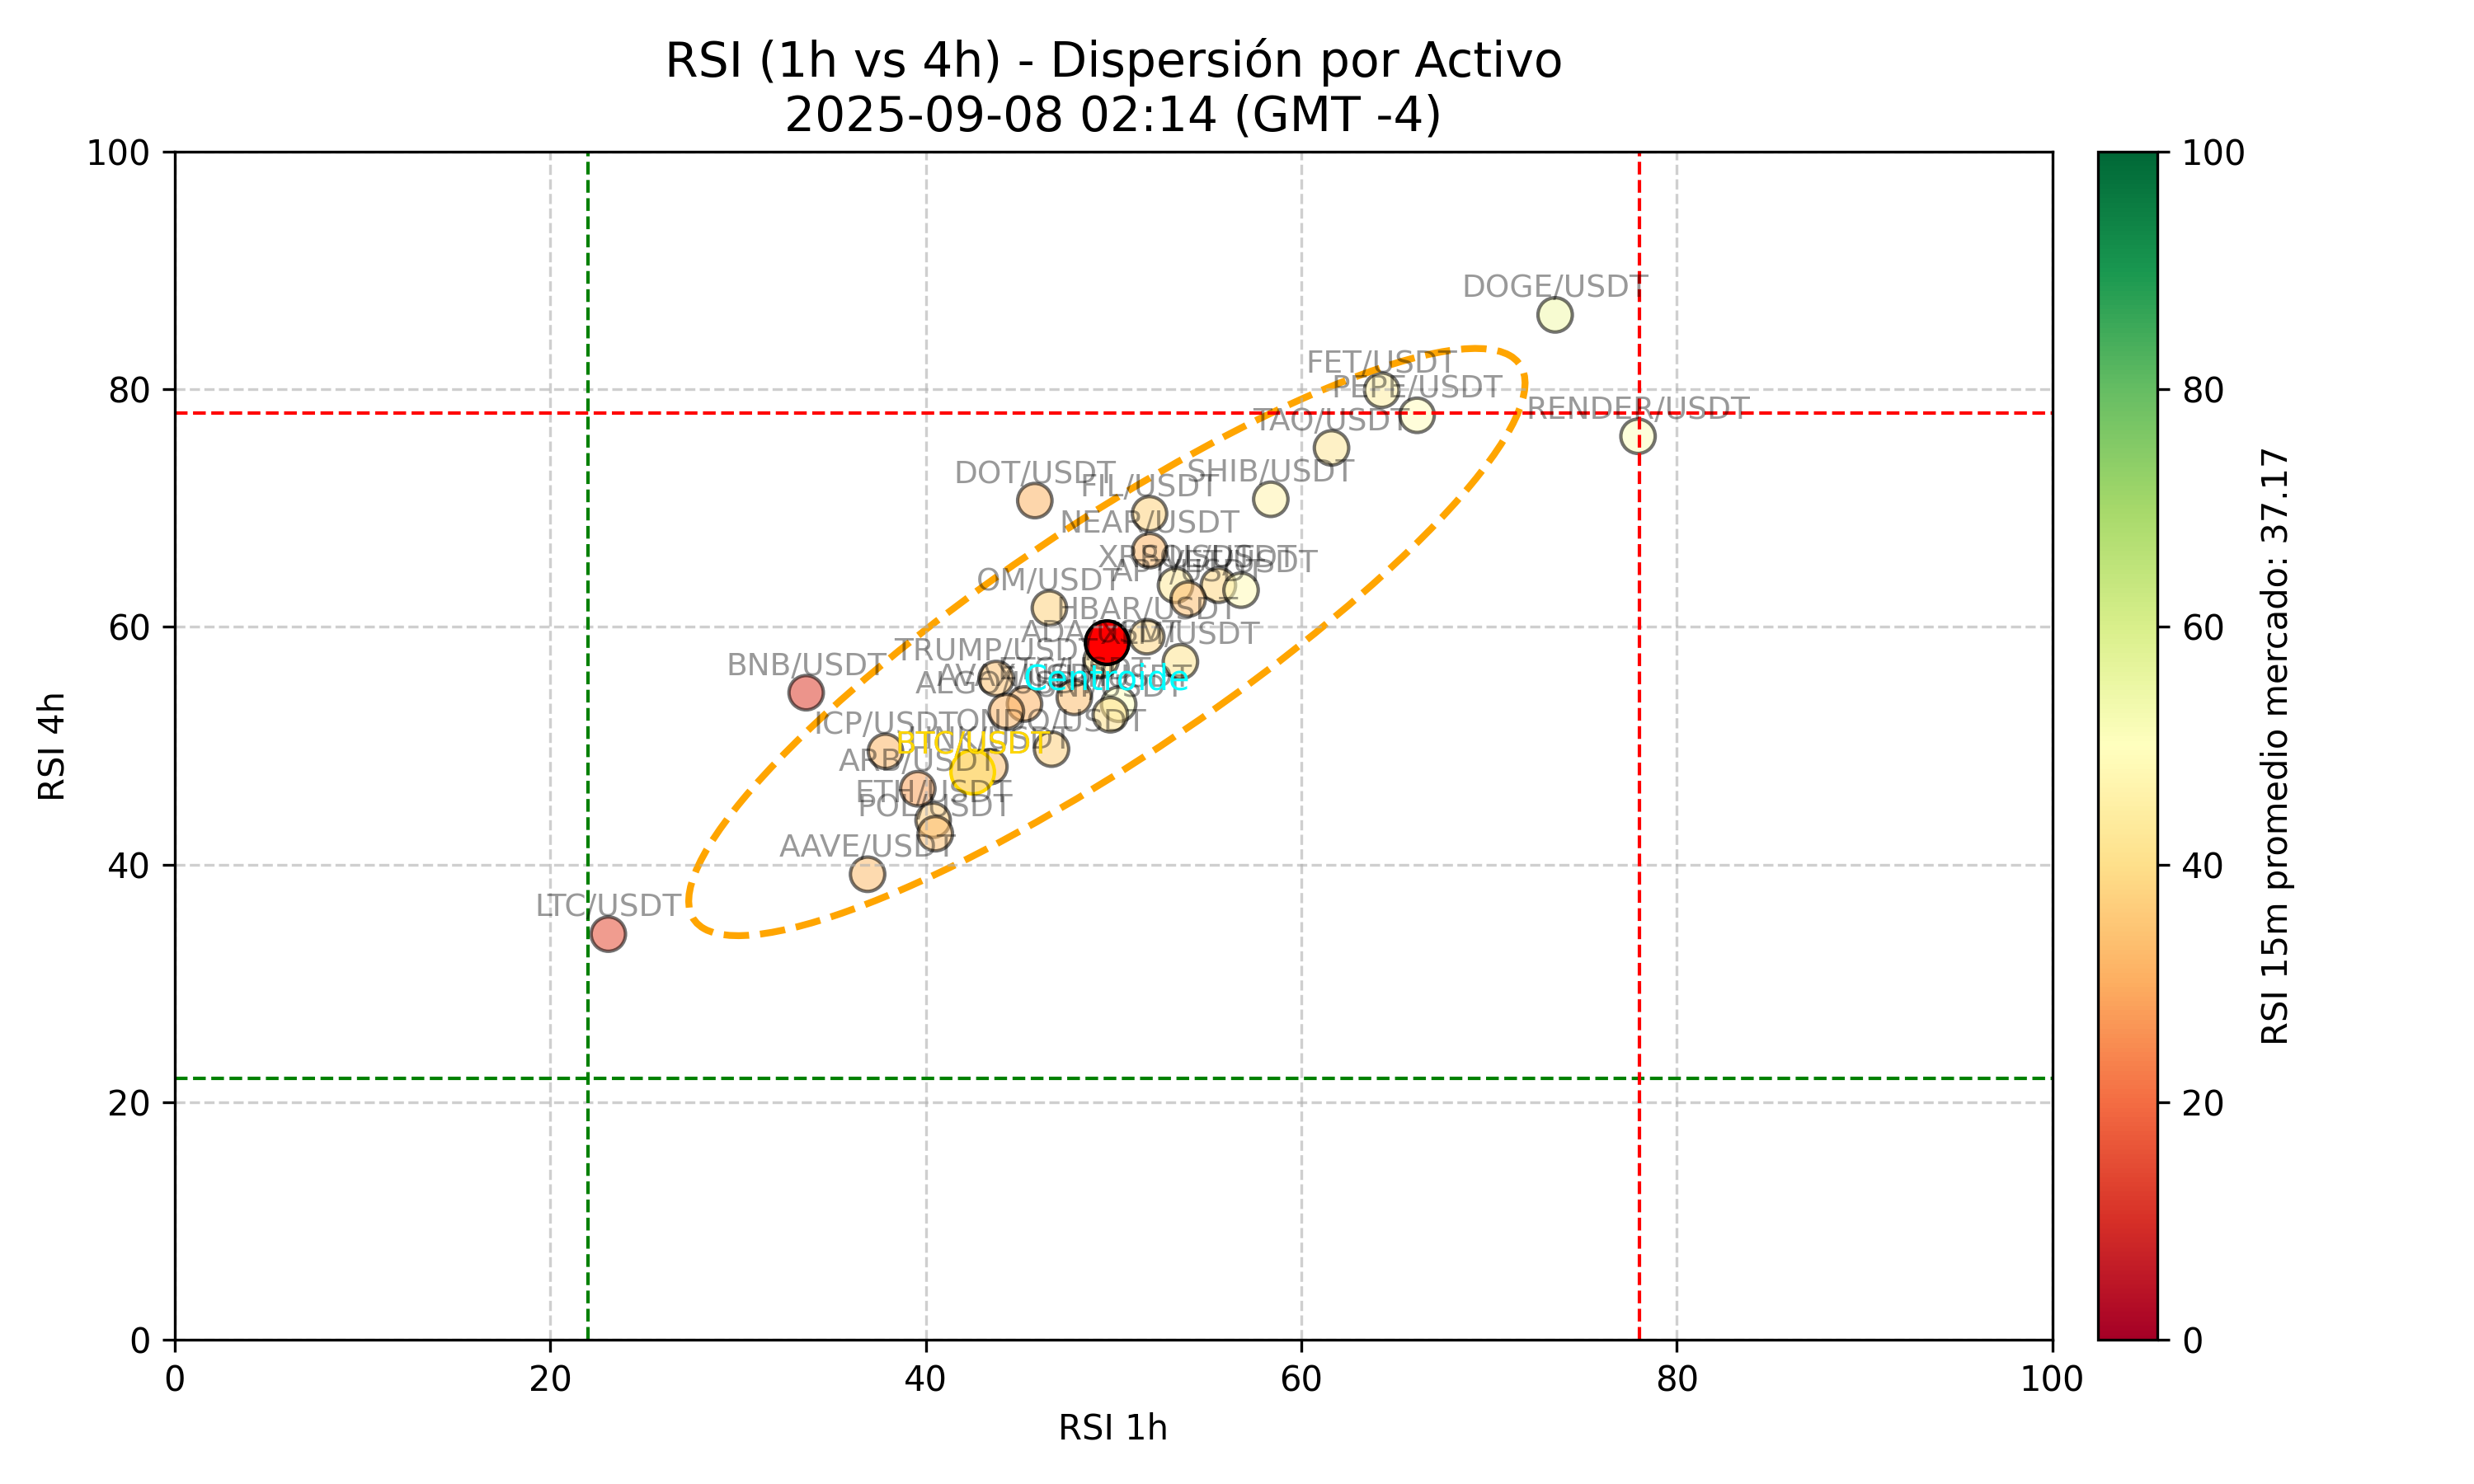 RSI (1h vs 4h) - Dispersión por Activo
2025-09-08 02:14 (GMT -4)
100
80
60
40
20
0
RSI 4h
DOGE/USDT
FET/USDT
PEPE/USDT
RENDER/USDT
TAO/USDT
SHIB/USDT
DOT/USDT
FIL/USDT
NEAR/USDT
OM/USDT
HBAR/USDT
TRUMP/USDT
BNB/USDT
Centroide
ICP/USDT
ONDO/USDT
BTC/USDT
ARB/USDT
ETH/USDT
POL/USDT
AAVE/USDT
LTC/USDT
0
20
40
60
80
100
RSI 1h
100
80
60
40
20
0
RSI 15m promedio mercado: 37.17